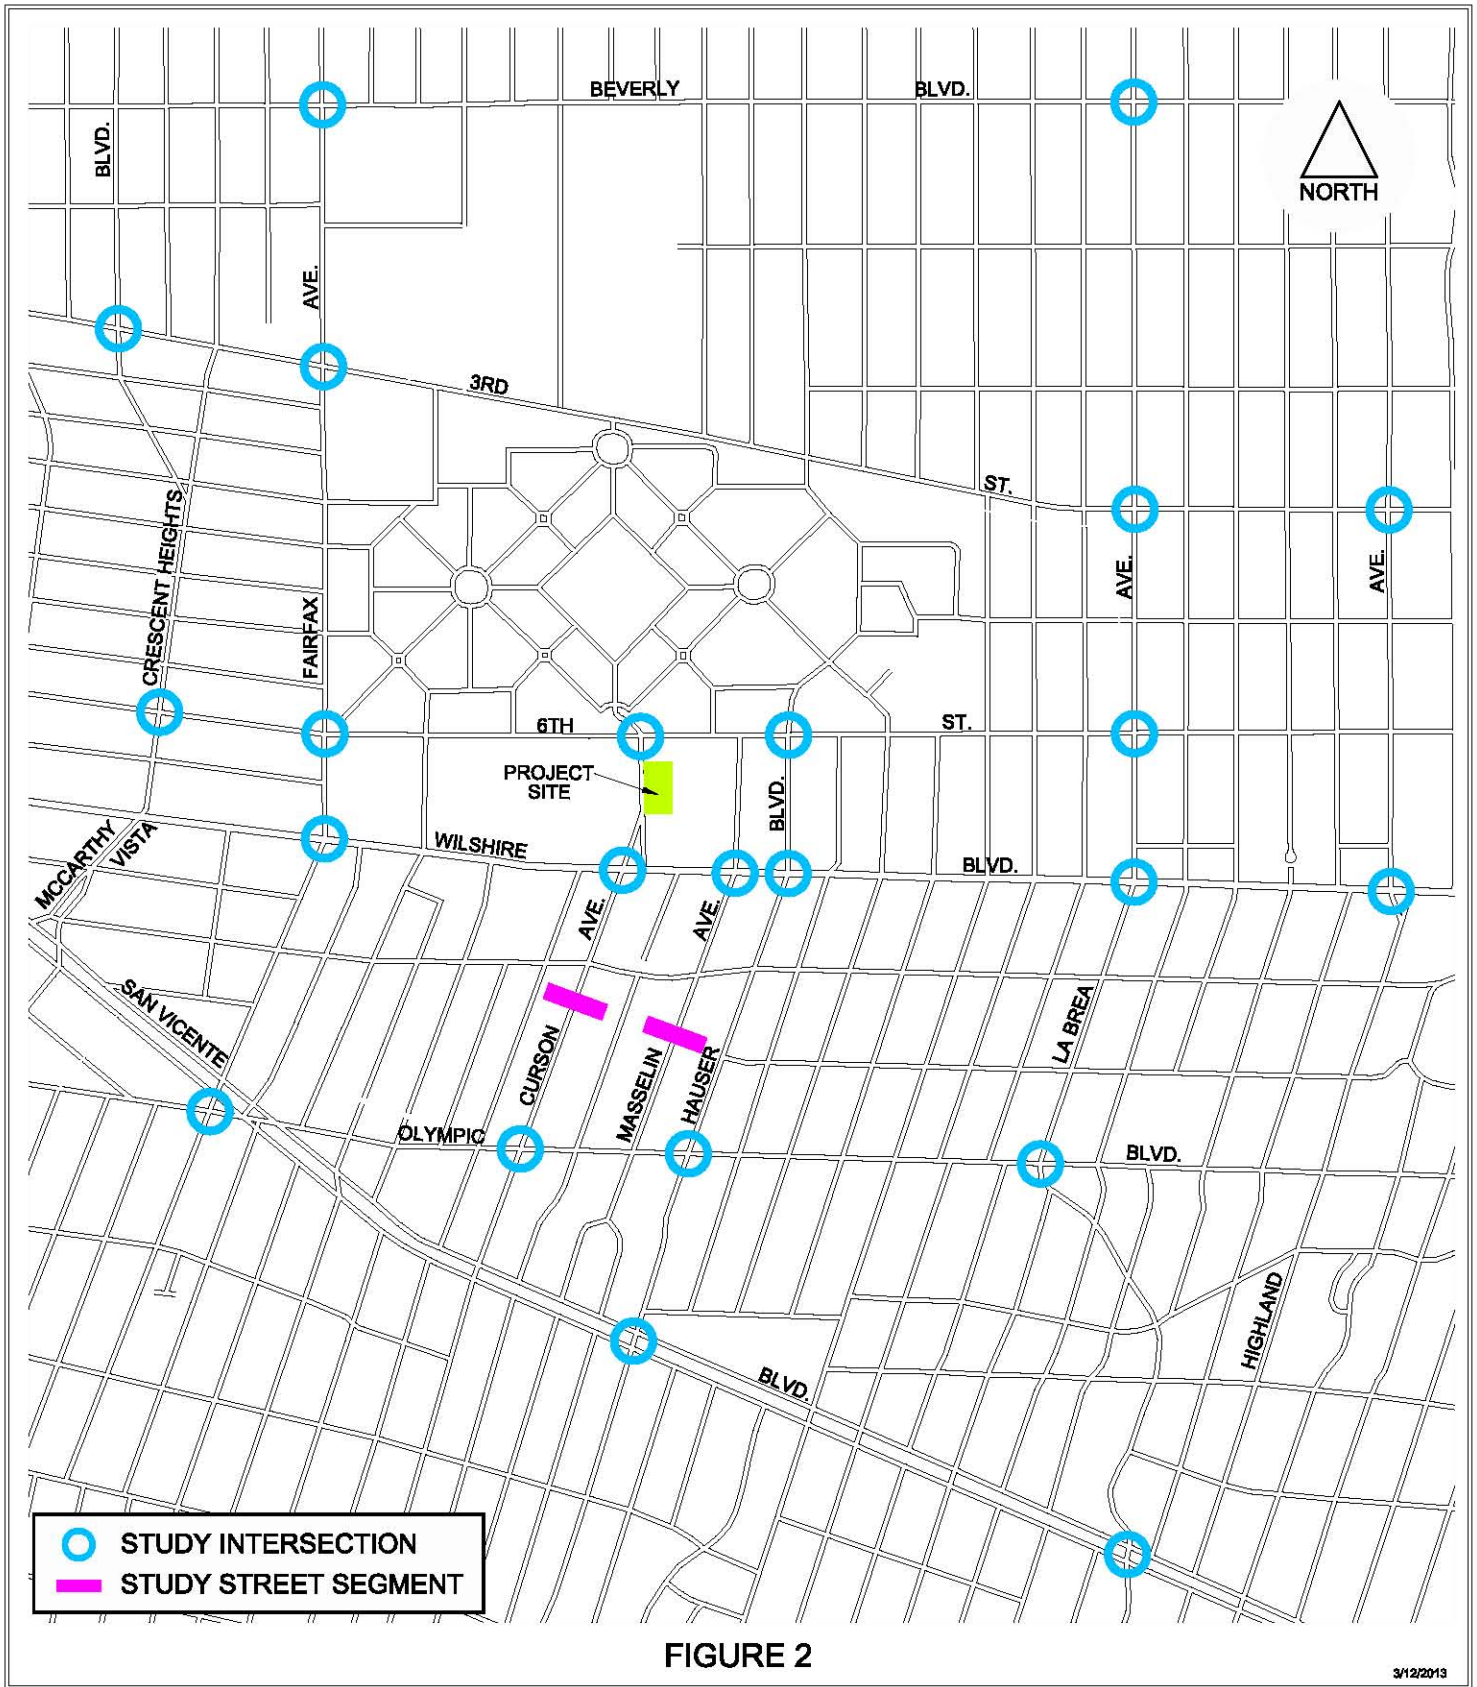 BEVERLY
BLVD.
BLVD.
NORTH
AVE.
3RD
ST.
CRESCENT HEIGHTS
FAIRFAX
AVE.
AVE.
6TH
ST.
PROJECT
SITE
BLVD.
MCCARTHY
VISTA
WILSHIRE
BLVD.
AVE.
AVE.
SAN VICENTE
CURSON
MASSELIN
HAUSER
LA BREA
OLYMPIC
BLVD.
HIGHLAND
BLVD.
STUDY INTERSECTION
STUDY STREET SEGMENT
FIGURE 2
3/12/2013